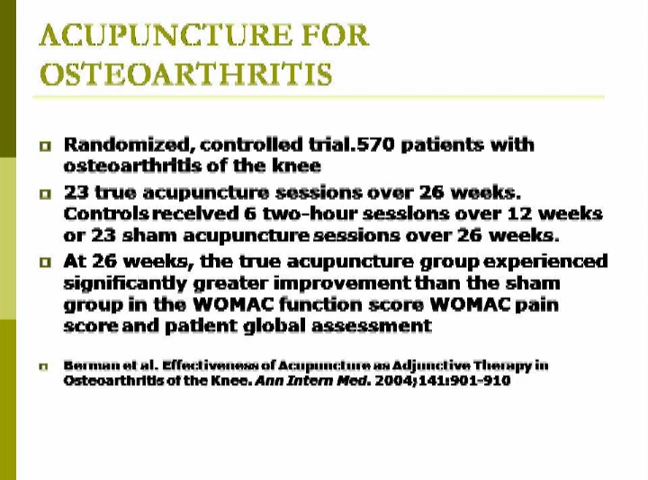 ACUPUNCTURE FOR
OSTEOARTHRITIS
Randomized, controlled trial.570 patients with
osteoarthritis of the knee
23 true acupuncture sessions over 26 weeks.
Controls received 6 two-hour sessions over 12 weeks
or 23 sham acupuncture sessions over 26 weeks.
At 26 weeks, the true acupuncture group experienced
significantly greater improvement than the sham
group in the WOMAC function score WOMAC pain
score and patient global assessment
Berman et al. Effectiveness of Acupuncture as Adjunctive Therapy in
Osteoarthritis of the Knee. Ann Intern Med. 2004;141:901-910